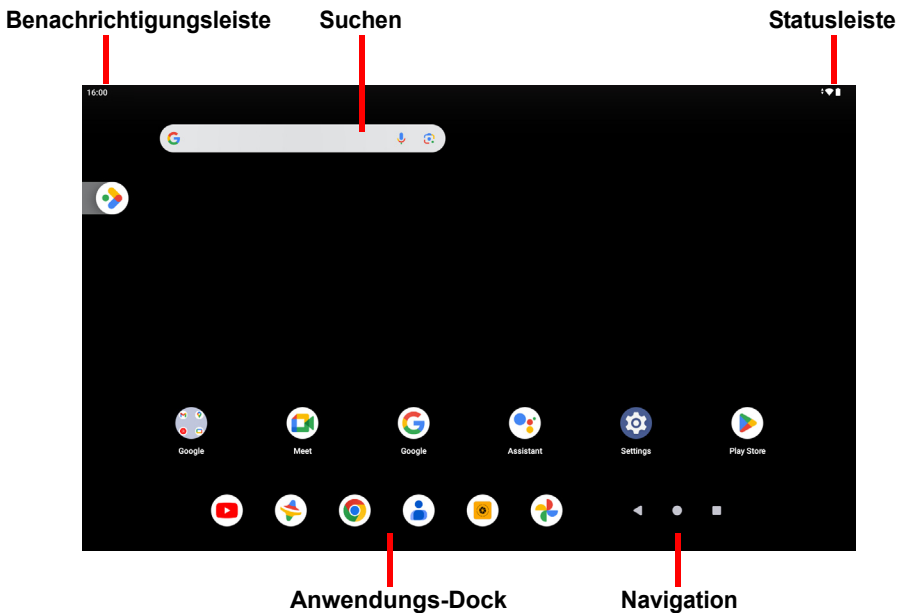 Benachrichtigungsleiste Suchen Statusleiste
16:00
Google Meet Google Assistant Settings Play Store
Anwendungs-Dock Navigation